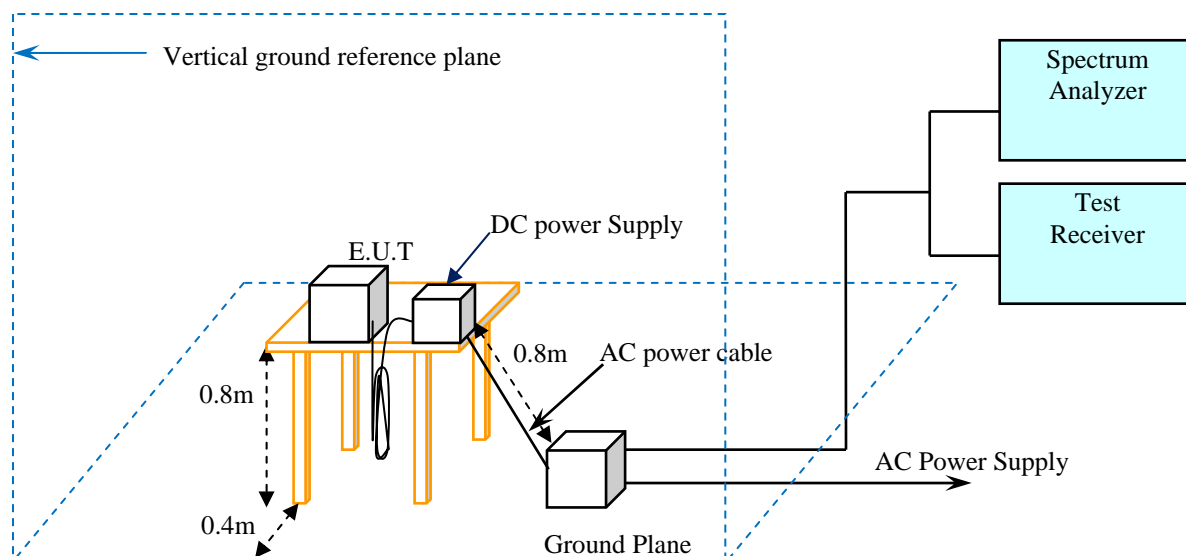 Vertical ground reference plane
Spectrum
Analyzer
Test
Receiver
DC power Supply
E.U.T
0.8m
AC power cable
0.8m
AC Power Supply
0.4m
Ground Plane